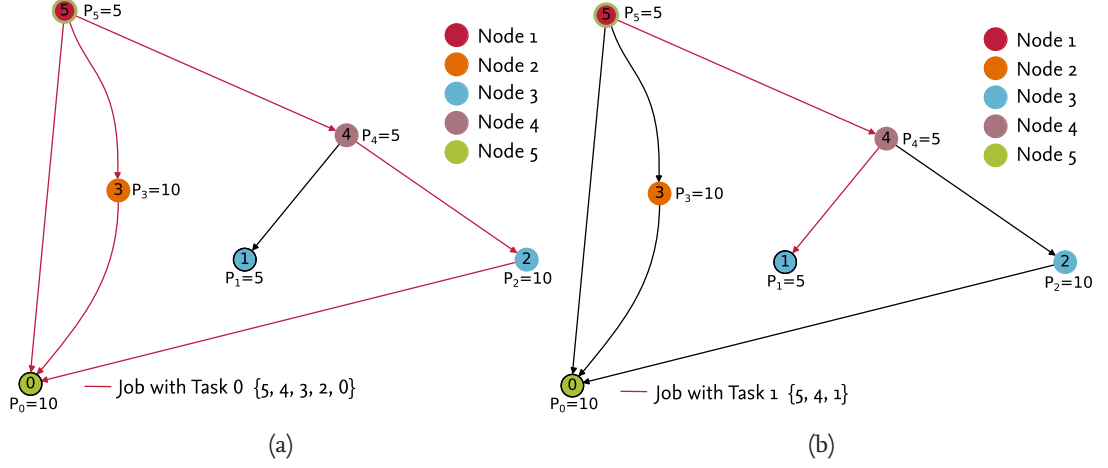 5 P5=5
Node 1
Node 2
Node 3
Node 4
Node 5
4 P4=5
3 P3=10
1
P1=5
2
P2=10
0
P0=10
Job with Task 0 {5, 4, 3, 2, 0}
(a)
5 P5=5
Node 1
Node 2
Node 3
Node 4
Node 5
4 P4=5
3 P3=10
1
P1=5
2
P2=10
0
P0=10
Job with Task 1 {5, 4, 1}
(b)